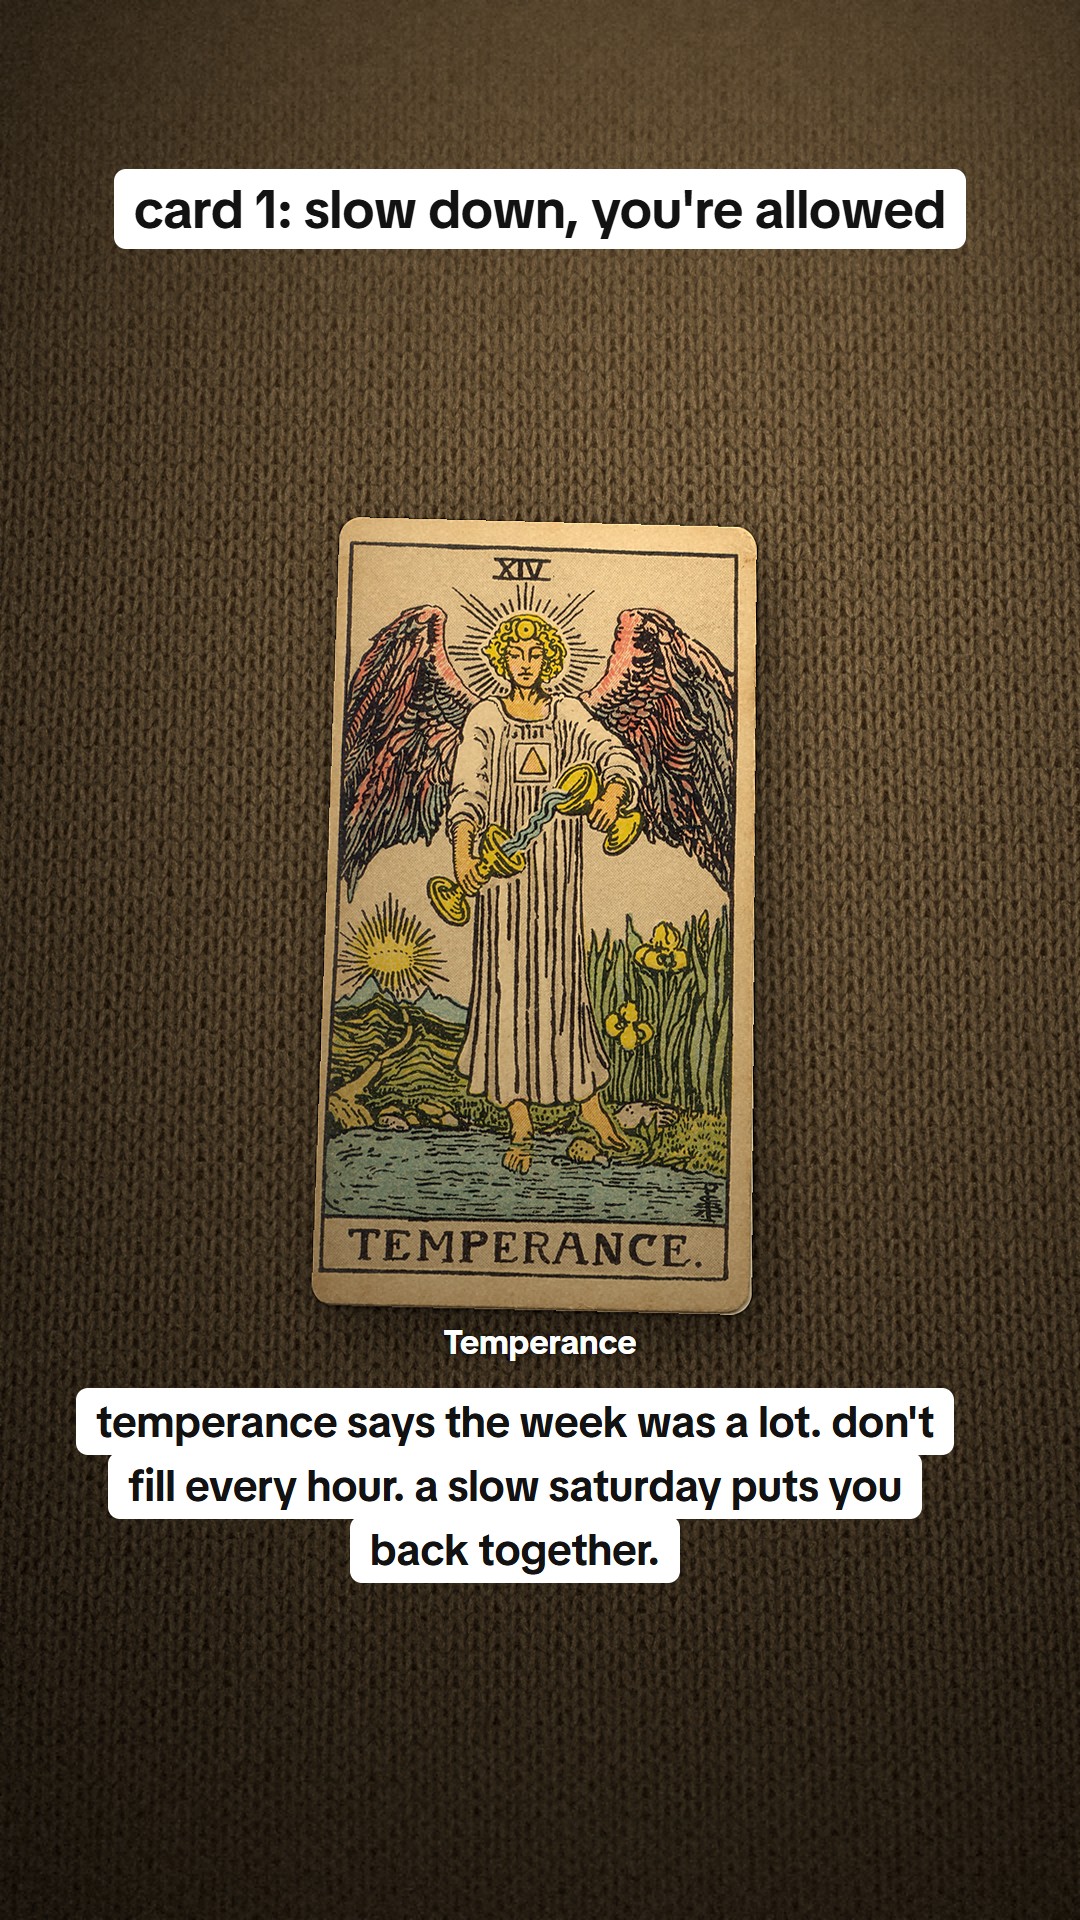 card 1: slow down, you're allowed
XIV
TEMPERANCE.
Temperance
temperance says the week was a lot. don't
fill every hour. a slow saturday puts you
back together.